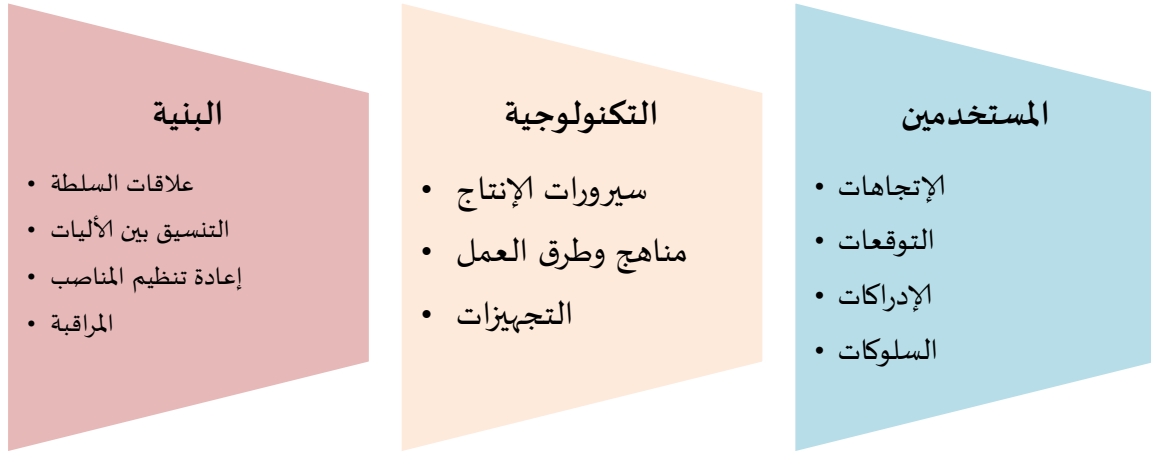 المستخدمين
• الإتجاهات
• التوقعات
• الإدراكات
• السلوكات
التكنولوجية
• سيرورات الإنتاج
• مناهج وطرق العمل
• التجهيزات
البنية
• علاقات السلطة
• التنسيق بين الأليات
• إعادة تنظيم المناصب
• المراقبة